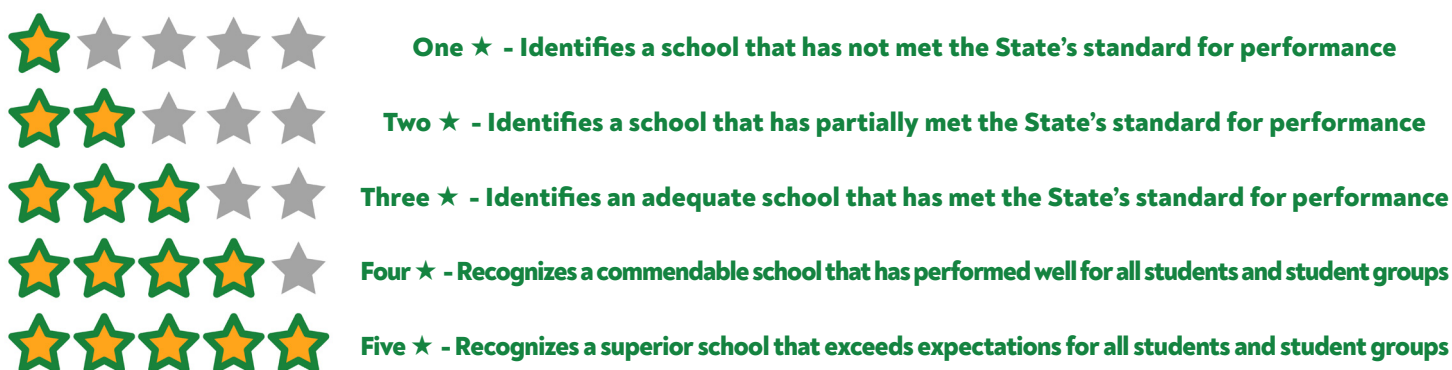 One ★ - Identifies a school that has not met the State’s standard for performance
Two ★ - Identifies a school that has partially met the State’s standard for performance
Three ★ - Identifies an adequate school that has met the State’s standard for performance
Four ★ - Recognizes a commendable school that has performed well for all students and student groups
Five ★ - Recognizes a superior school that exceeds expectations for all students and student groups